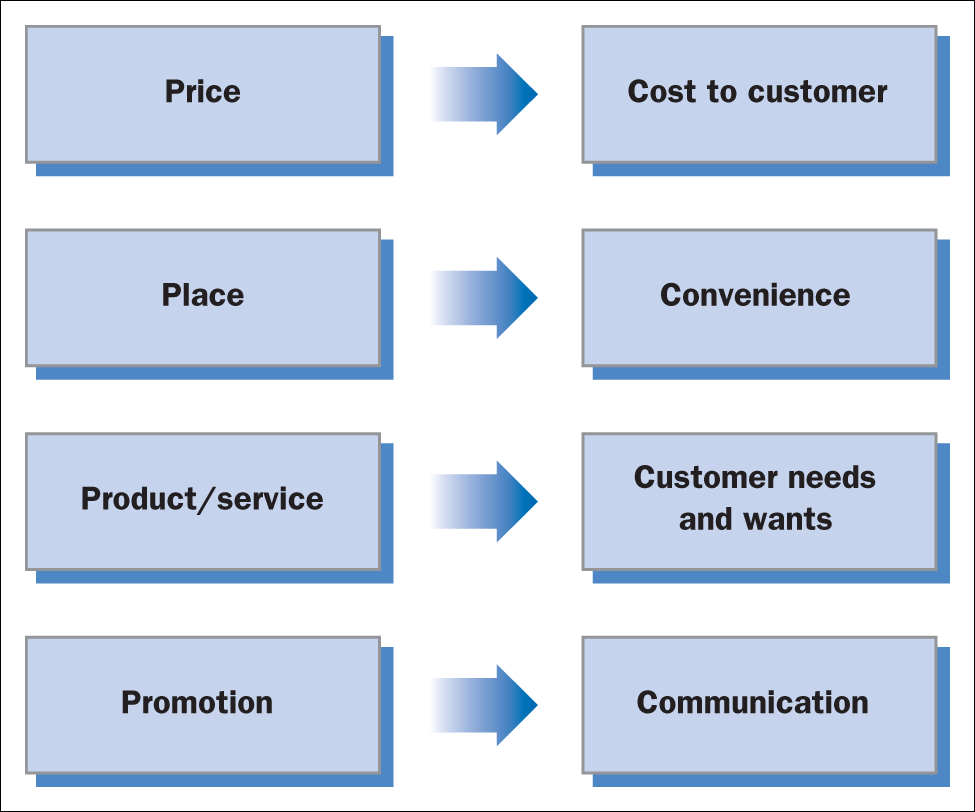 Price
Cost to customer
Place
Convenience
Product/service
Customer needs
and wants
Promotion
Communication